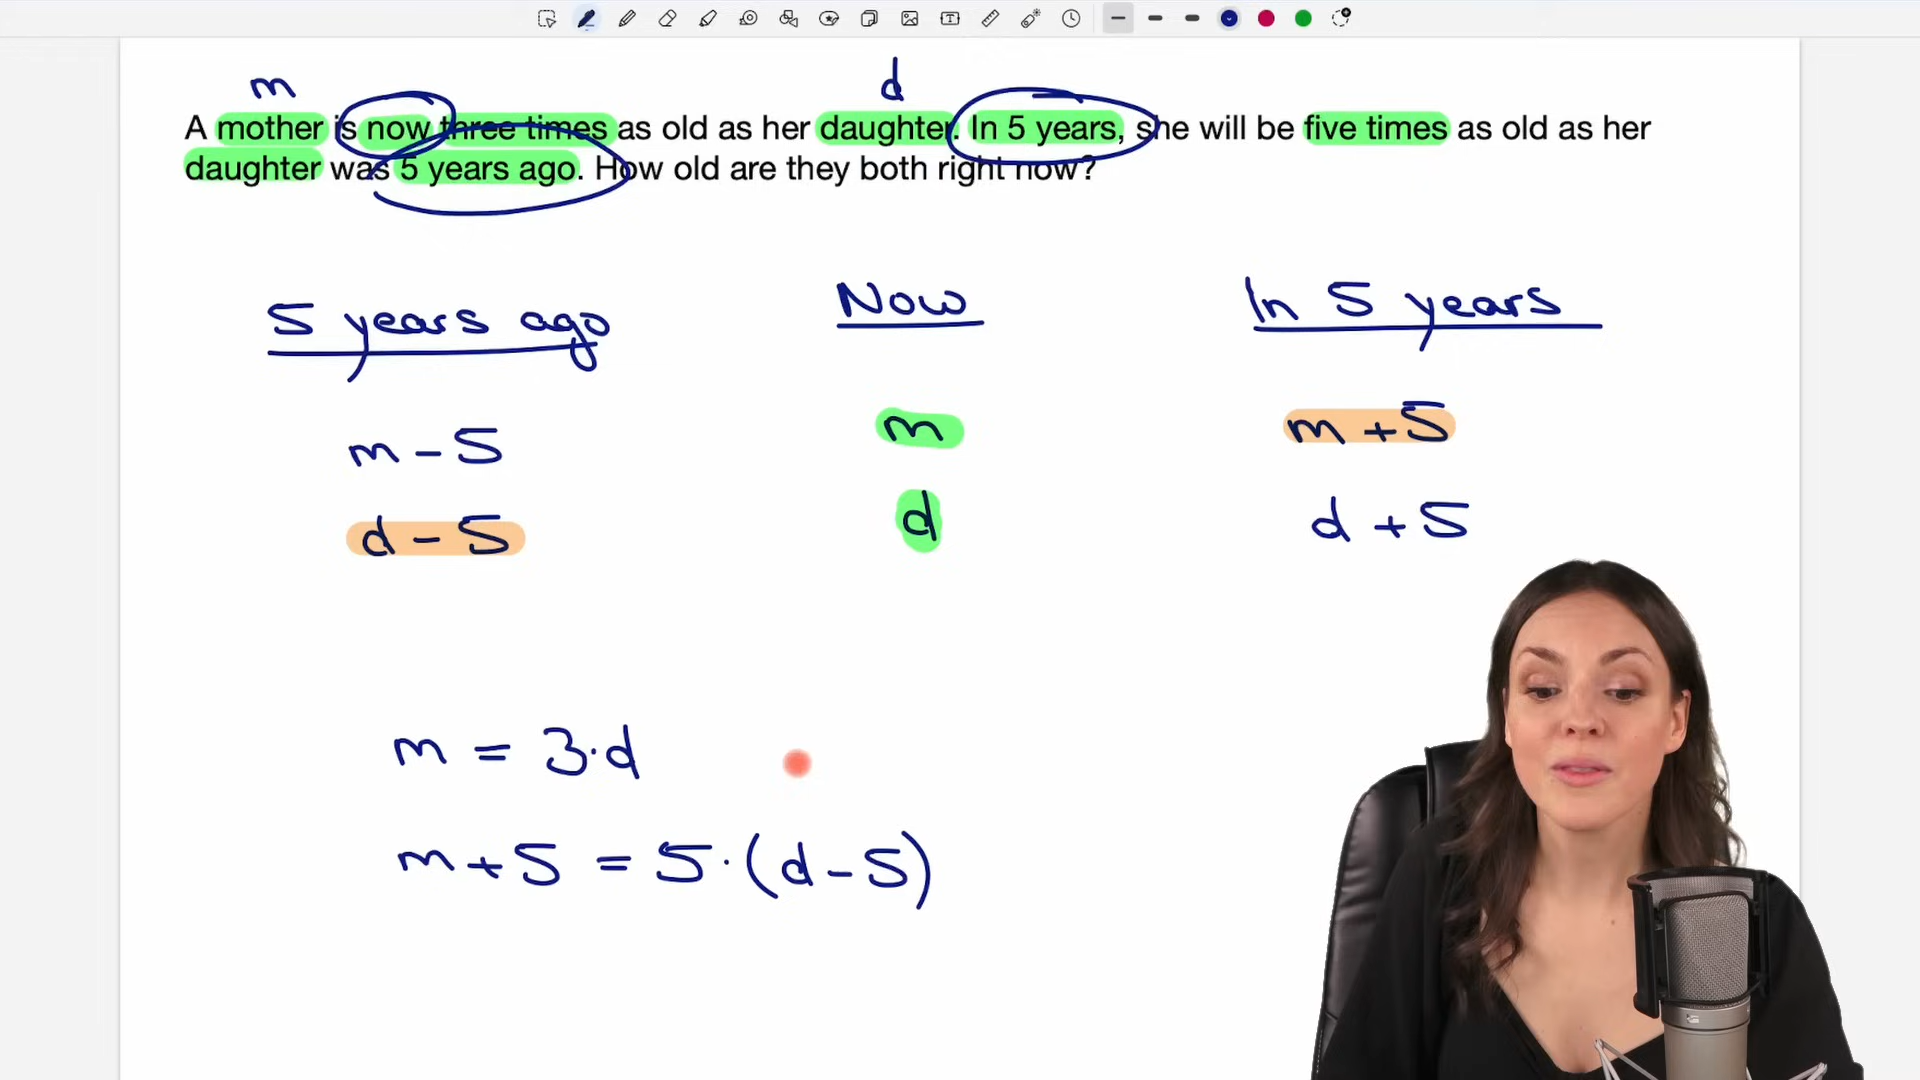 m d
A mother is now three times as old as her daughter. In 5 years, she will be five times as old as her
daughter was 5 years ago. How old are they both right now?
5 years ago Now In 5 years
m - 5 m m + 5
d - 5 d d + 5
m = 3·d
m + 5 = 5·(d - 5)